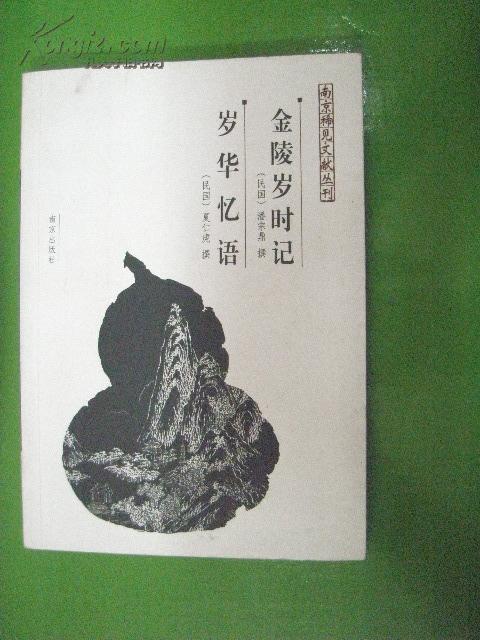 南京稀见文献丛刊
金陵岁时记
(民国) 潘宗鼎 撰
岁华忆语
(民国) 夏仁虎 撰
南京出版社
Kongfz.com